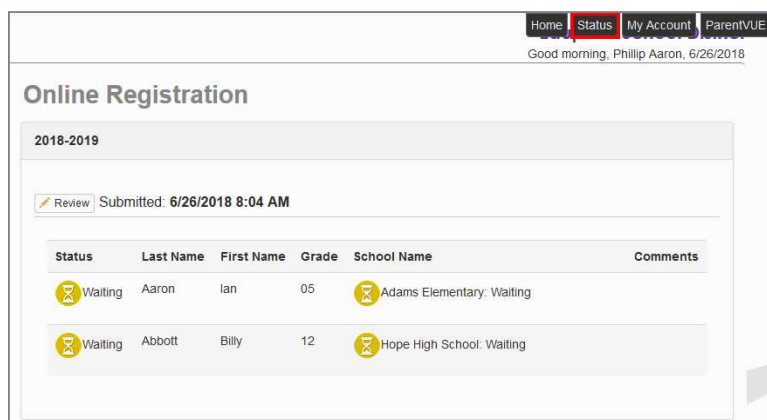 Home Status My Account ParentVUE
Good morning, Phillip Aaron, 6/26/2018
Online Registration
2018-2019
Review Submitted: 6/26/2018 8:04 AM
Status Last Name First Name Grade School Name Comments
Waiting Aaron Ian 05 Adams Elementary: Waiting
Waiting Abbott Billy 12 Hope High School: Waiting